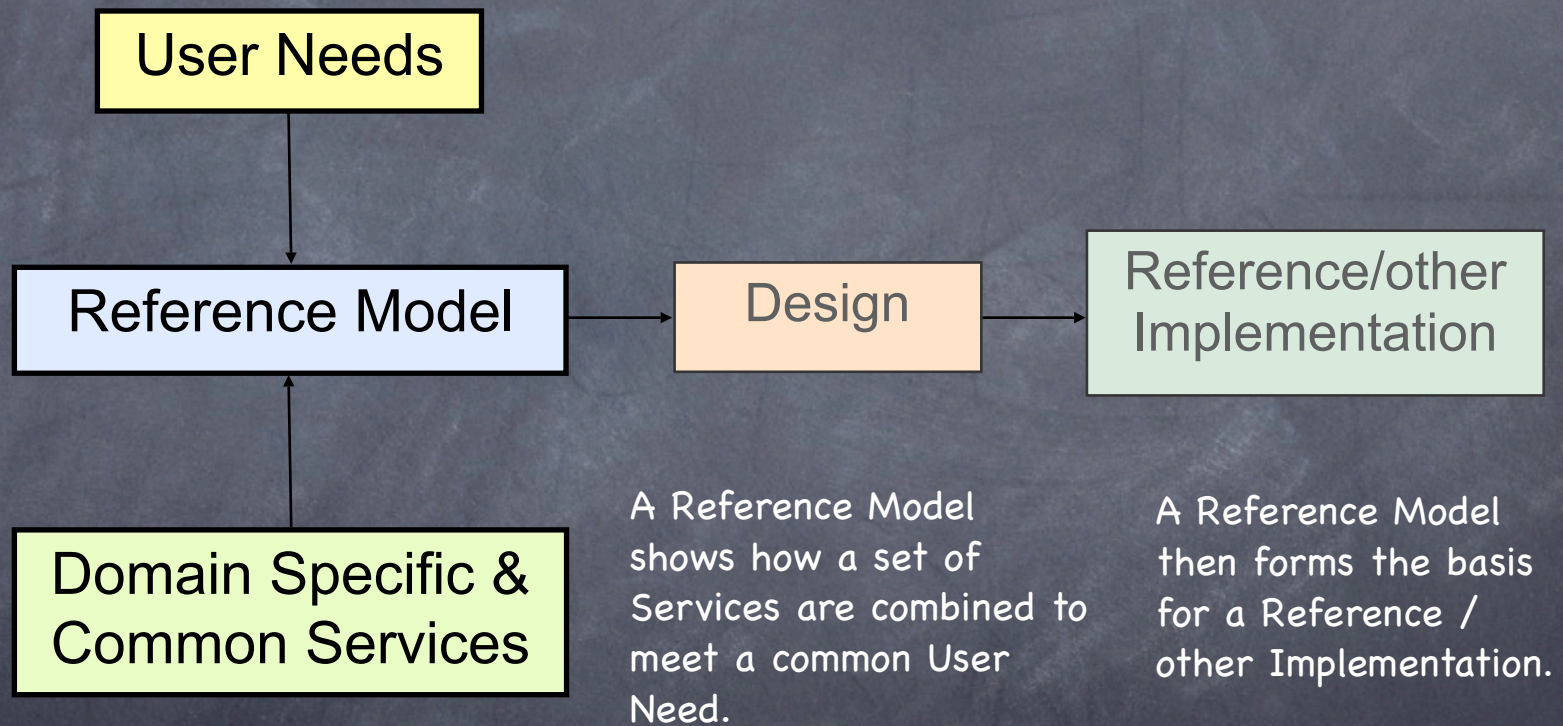 User Needs
Reference Model
Design
Reference/other
Implementation
Domain Specific &
Common Services
A Reference Model
shows how a set of
Services are combined to
meet a common User
Need.
A Reference Model
then forms the basis
for a Reference /
other Implementation.